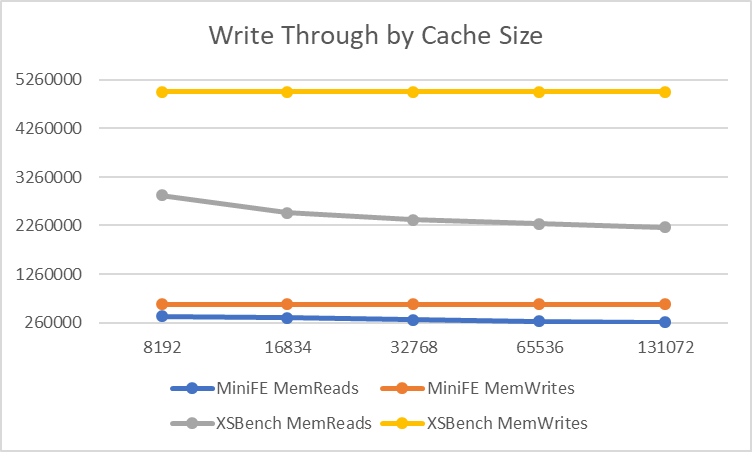 Write Through by Cache Size
5260000
4260000
3260000
2260000
1260000
260000
8192 16834 32768 65536 131072
MiniFE MemReads MiniFE MemWrites
XSBench MemReads XSBench MemWrites